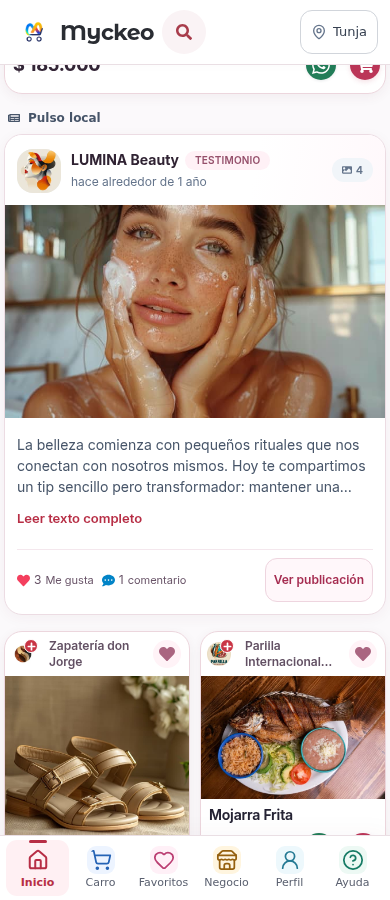 Myckeo
Tunja
$ 185.000
Pulso local
LUMINA Beauty TESTIMONIO
hace alrededor de 1 año
4
La belleza comienza con pequeños rituales que nos
conectan con nosotros mismos. Hoy te compartimos
un tip sencillo pero transformador: mantener una...
Leer texto completo
3 Me gusta 1 comentario
Ver publicación
Zapatería don
Jorge
Parilla
Internacional...
Mojarra Frita
Inicio
Carro
Favoritos
Negocio
Perfil
Ayuda